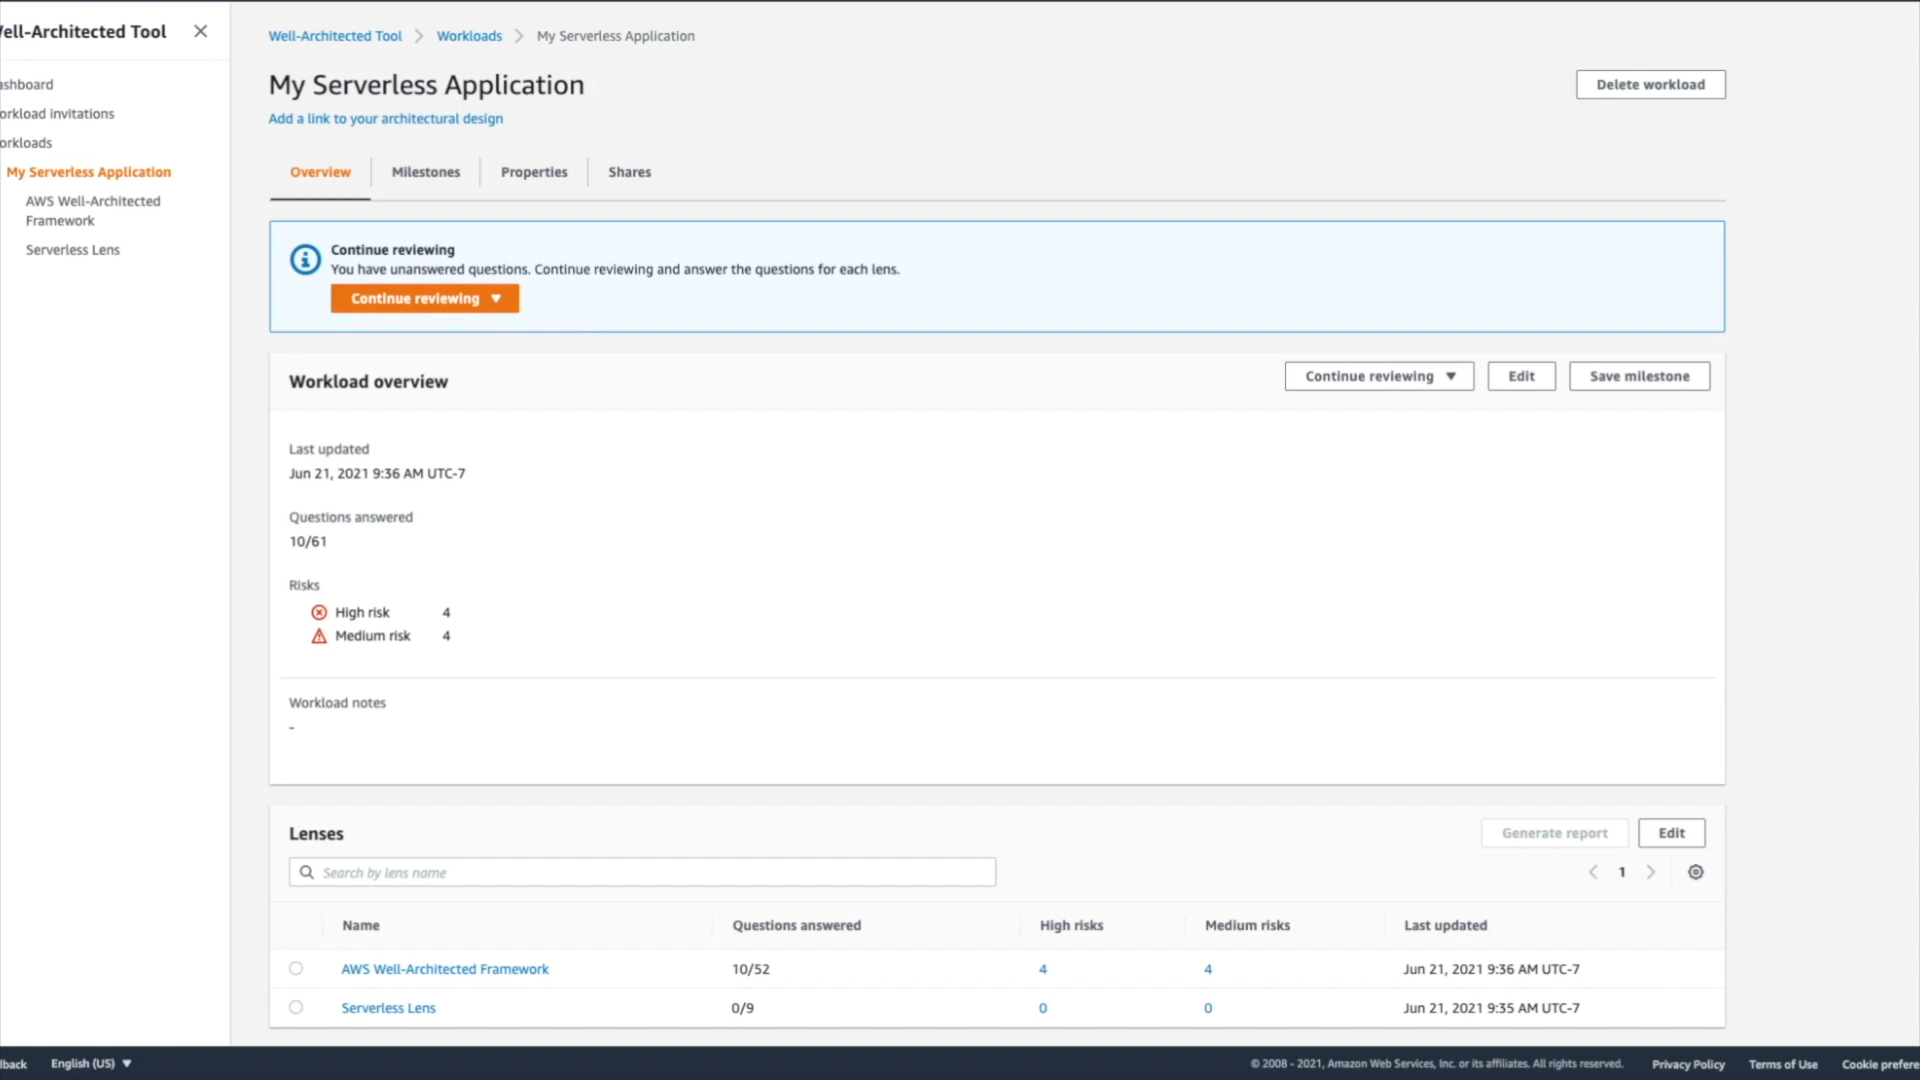 ell-Architected Tool
Well-Architected Tool
Workloads
My Serverless Application
My Serverless Application
Delete workload
Add a link to your architectural design
ashboard
orkload invitations
orkloads
My Serverless Application
AWS Well-Architected
Framework
Serverless Lens
Overview
Milestones
Properties
Shares
Continue reviewing
You have unanswered questions. Continue reviewing and answer the questions for each lens.
Continue reviewing
Workload overview
Continue reviewing
Edit
Save milestone
Last updated
Jun 21, 2021 9:36 AM UTC-7
Questions answered
10/61
Risks
High risk 4
Medium risk 4
Workload notes
-
Lenses
Generate report
Edit
Search by lens name
1
Name Questions answered High risks Medium risks Last updated
AWS Well-Architected Framework 10/52 4 4 Jun 21, 2021 9:36 AM UTC-7
Serverless Lens 0/9 0 0 Jun 21, 2021 9:35 AM UTC-7
lback
English (US)
© 2008 - 2021, Amazon Web Services, Inc. or its affiliates. All rights reserved.
Privacy Policy
Terms of Use
Cookie prefere